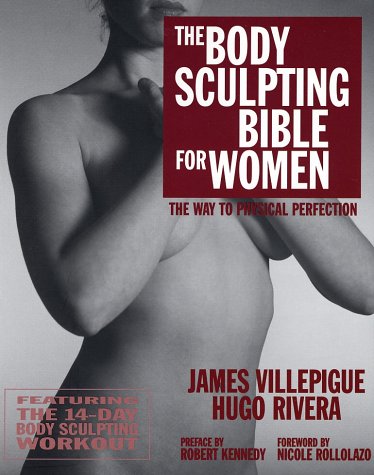 THE BODY
SCULPTING
BIBLE
FOR WOMEN
THE WAY TO PHYSICAL PERFECTION
FEATURING
THE 14-DAY
BODY SCULPTING
WORKOUT
JAMES VILLEPIGUE
HUGO RIVERA
PREFACE BY
ROBERT KENNEDY
FOREWORD BY
NICOLE ROLLOLAZO